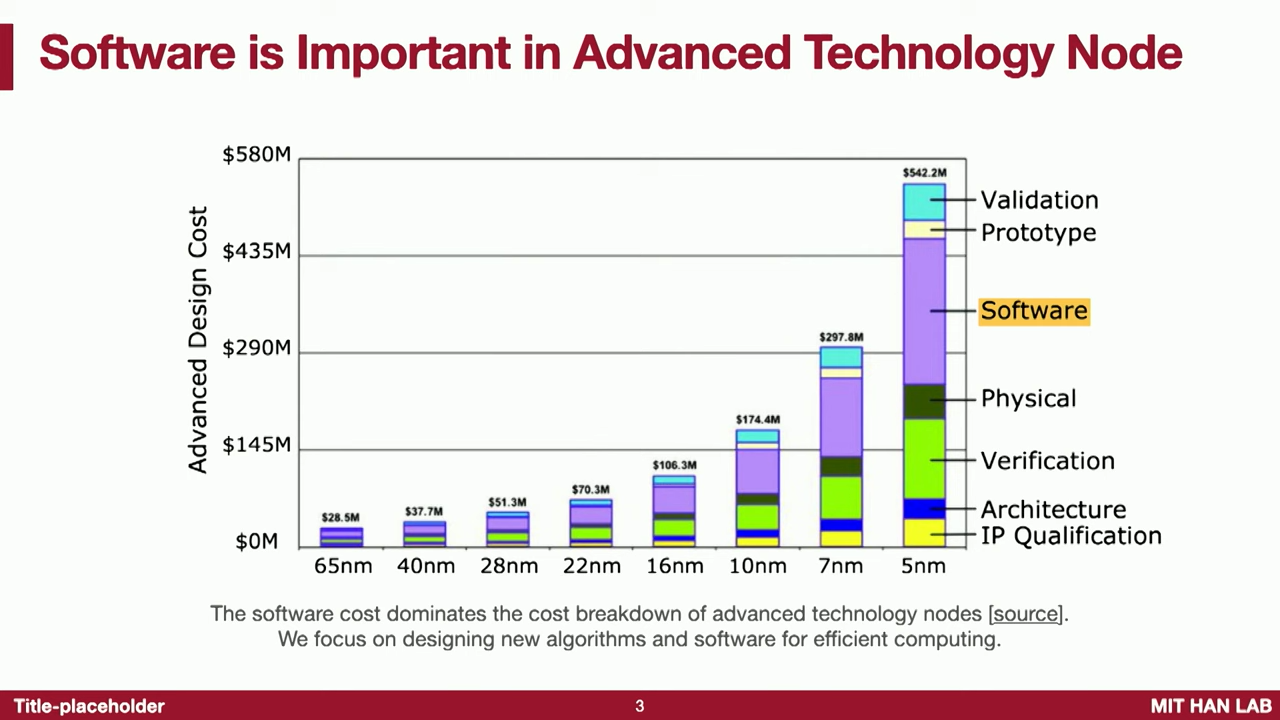 Software is Important in Advanced Technology Node
Advanced Design Cost
$580M
$435M
$290M
$145M
$0M
$28.5M
$37.7M
$51.3M
$70.3M
$106.3M
$174.4M
$297.8M
$542.2M
Validation
Prototype
Software
Physical
Verification
Architecture
IP Qualification
65nm 40nm 28nm 22nm 16nm 10nm 7nm 5nm
The software cost dominates the cost breakdown of advanced technology nodes [source].
We focus on designing new algorithms and software for efficient computing.
Title-placeholder 3 MIT HAN LAB